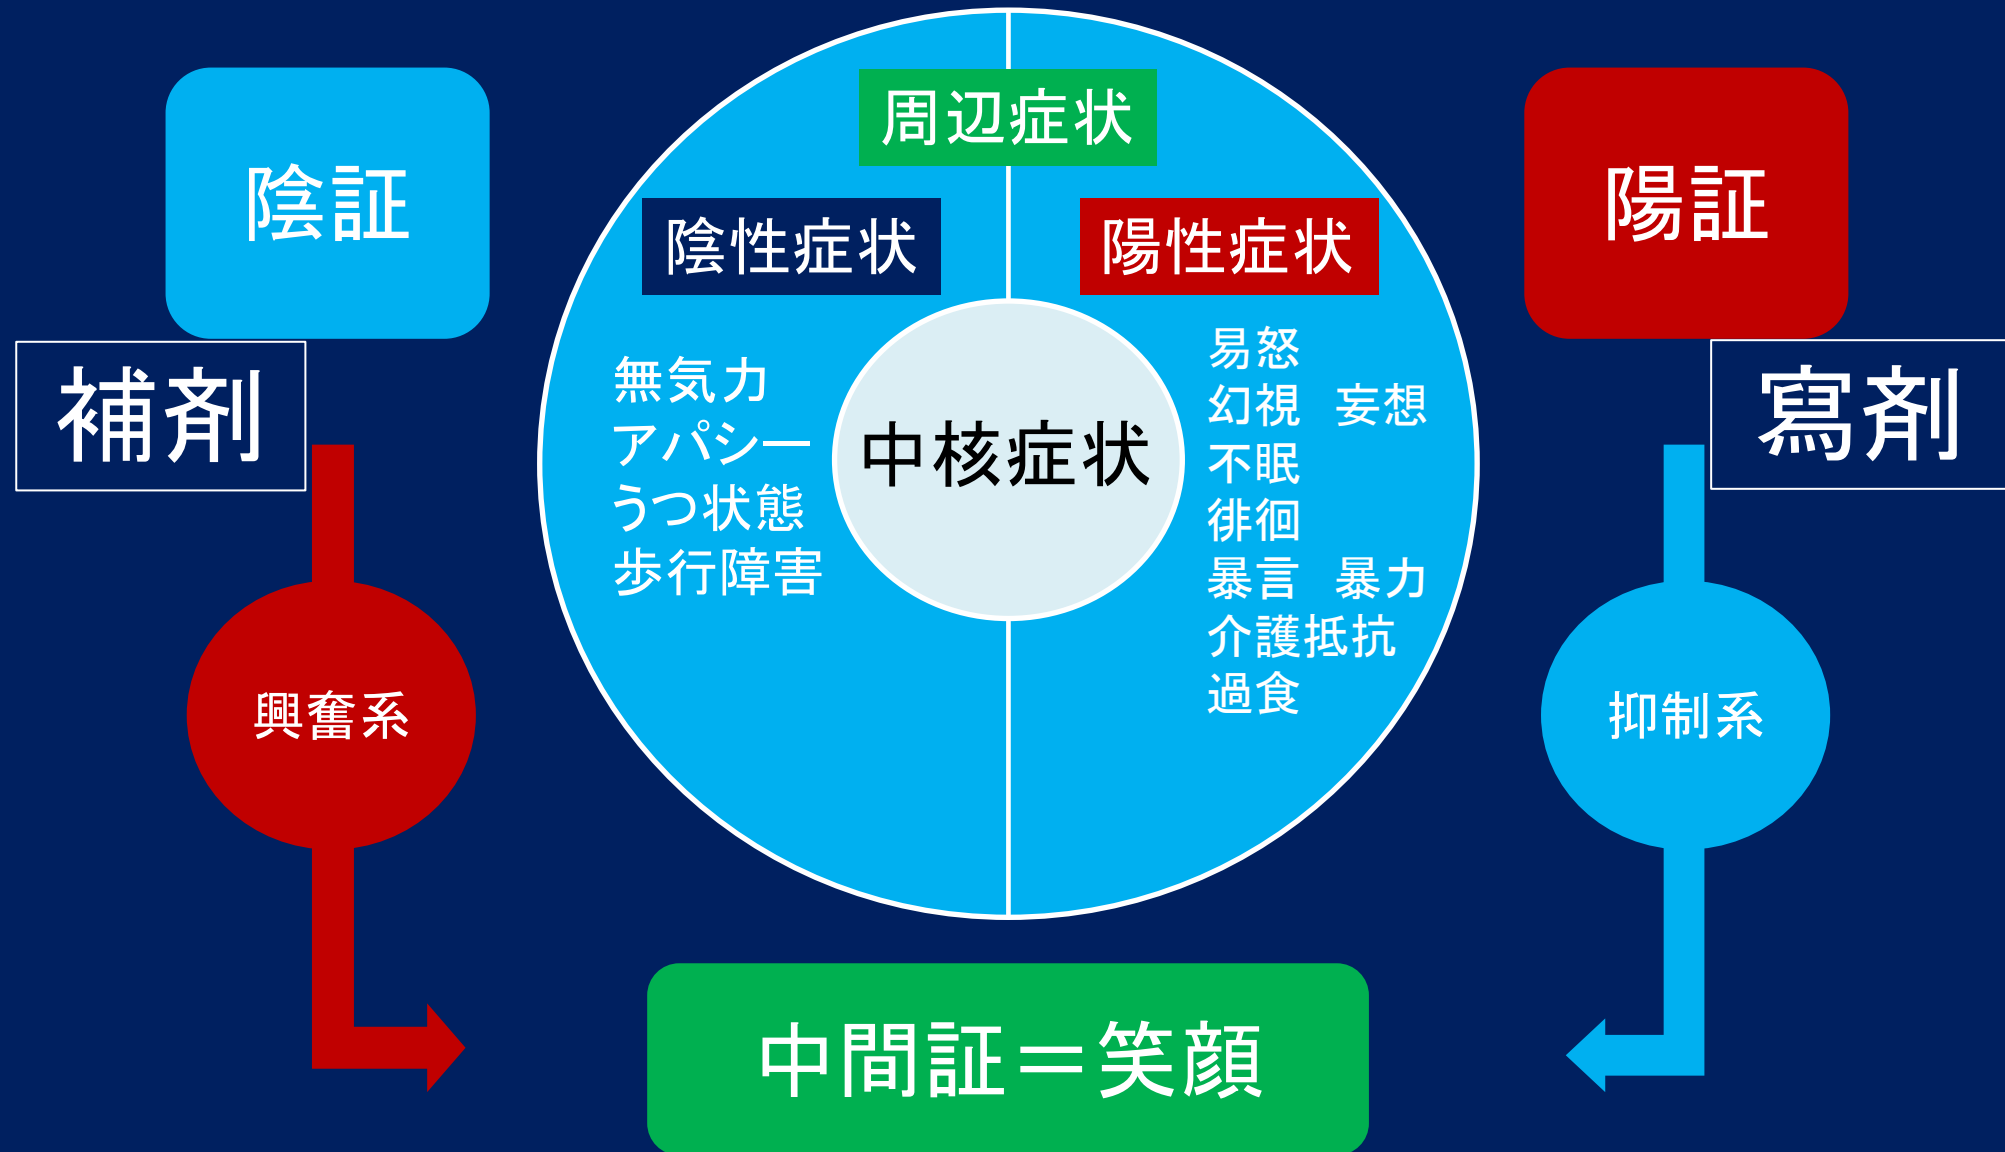 周辺症状
陰証
陽証
陰性症状
陽性症状
補剤
寫剤
無気力
アパシー
うつ状態
歩行障害
中核症状
易怒
幻視　妄想
不眠
徘徊
暴言　暴力
介護抵抗
過食
興奮系
抑制系
中間証＝笑顔